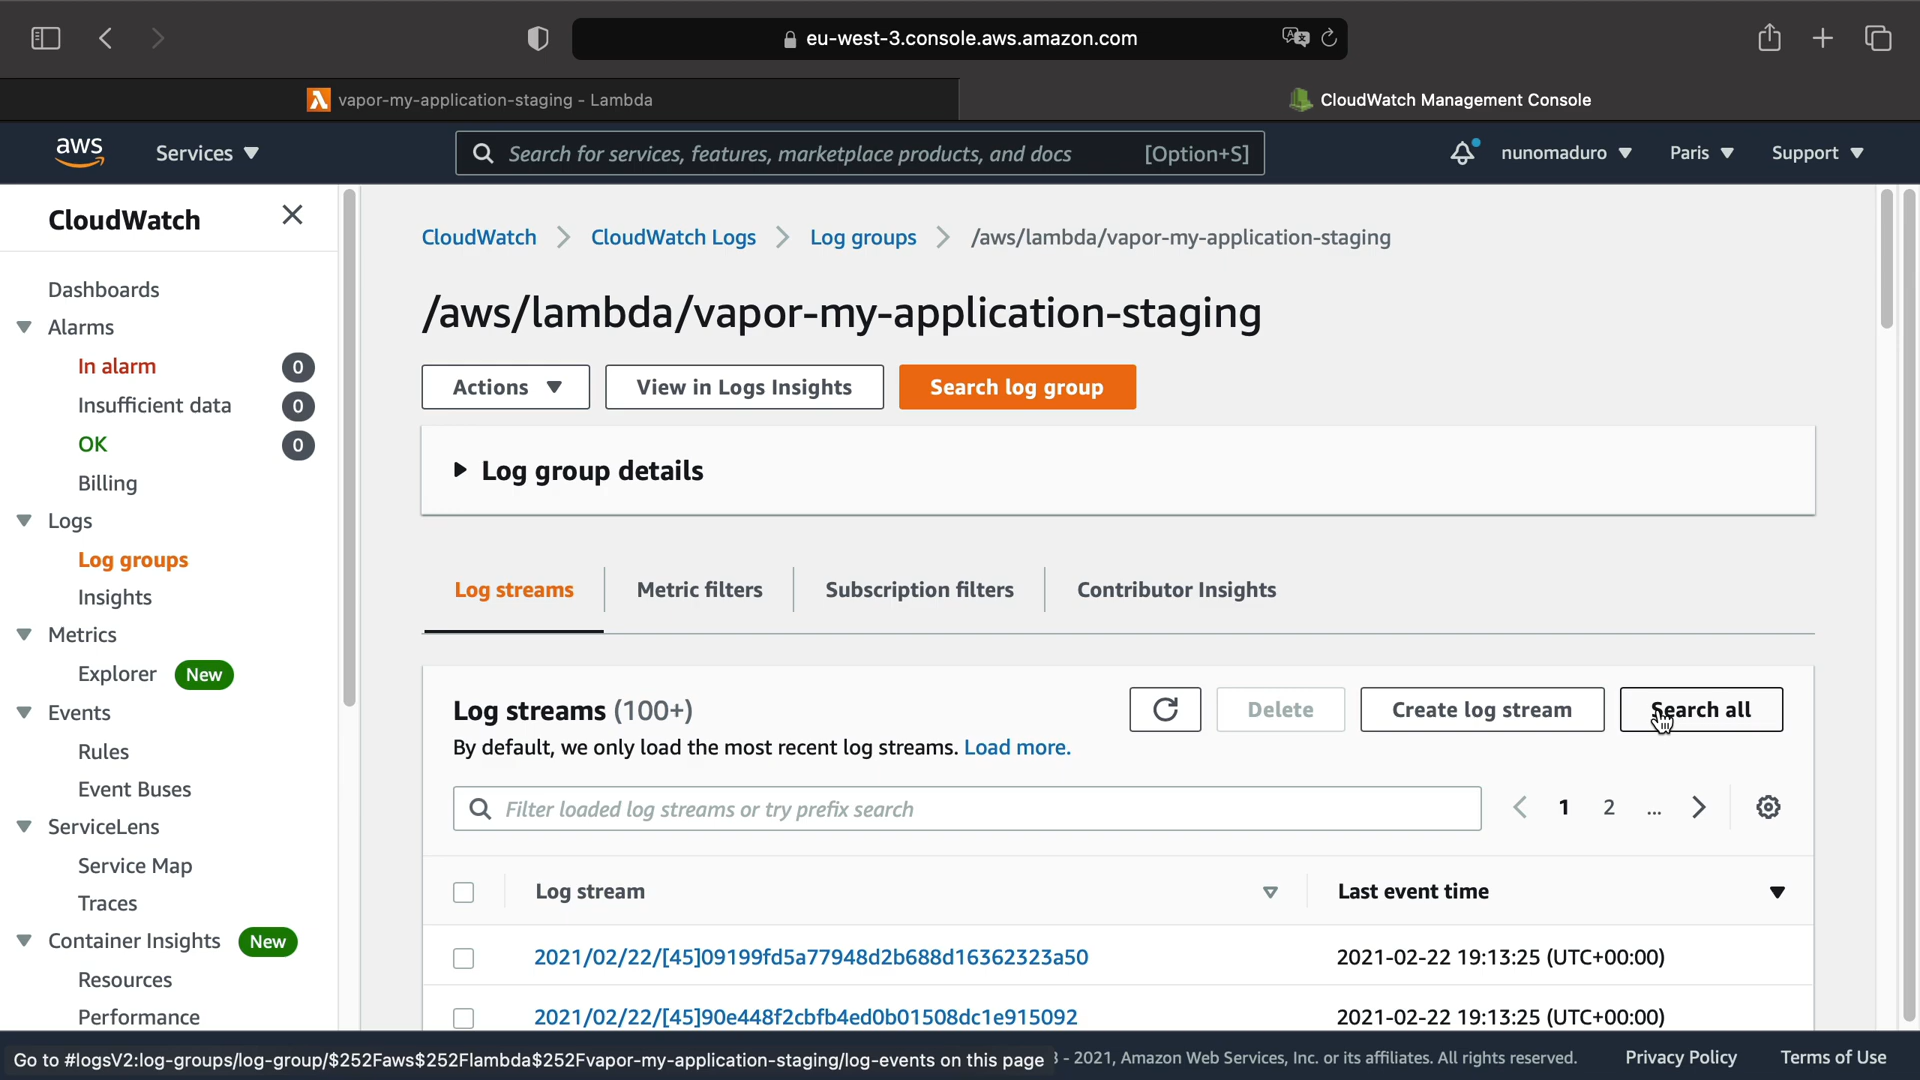 eu-west-3.console.aws.amazon.com
vapor-my-application-staging - Lambda
CloudWatch Management Console
aws
Services
Search for services, features, marketplace products, and docs [Option+S]
nunomaduro
Paris
Support
CloudWatch
Dashboards
Alarms
In alarm 0
Insufficient data 0
OK 0
Billing
Logs
Log groups
Insights
Metrics
Explorer New
Events
Rules
Event Buses
ServiceLens
Service Map
Traces
Container Insights New
Resources
Performance
CloudWatch > CloudWatch Logs > Log groups > /aws/lambda/vapor-my-application-staging
/aws/lambda/vapor-my-application-staging
Actions
View in Logs Insights
Search log group
Log group details
Log streams
Metric filters
Subscription filters
Contributor Insights
Log streams (100+)
By default, we only load the most recent log streams. Load more.
Delete
Create log stream
Search all
Filter loaded log streams or try prefix search
1 2 ...
Log stream
Last event time
2021/02/22/[45]09199fd5a77948d2b688d16362323a50 2021-02-22 19:13:25 (UTC+00:00)
2021/02/22/[45]90e448f2cbfb4ed0b01508dc1e915092 2021-02-22 19:13:25 (UTC+00:00)
Go to #logsV2:log-groups/log-group/$252Faws$252Flambda$252Fvapor-my-application-staging/log-events on this page
- 2021, Amazon Web Services, Inc. or its affiliates. All rights reserved.
Privacy Policy
Terms of Use